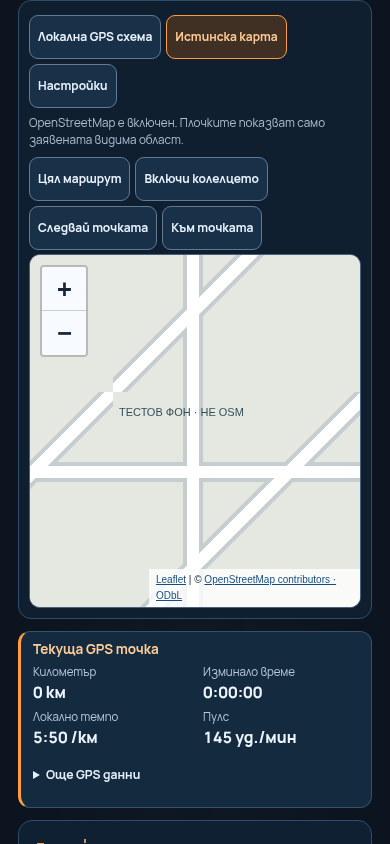 Локална GPS схема
Истинска карта
Настройки
OpenStreetMap е включен. Плочките показват само
заявената видима област.
Цял маршрут
Включи колелцето
Следвай точката
Към точката
+
−
ТЕСТОВ ФОН · НЕ OSM
Leaflet | © OpenStreetMap contributors ·
ODbL
Текуща GPS точка
Километър
Изминало време
0 км
0:00:00
Локално темпо
Пулс
5:50 /км
145 уд./мин
Още GPS данни